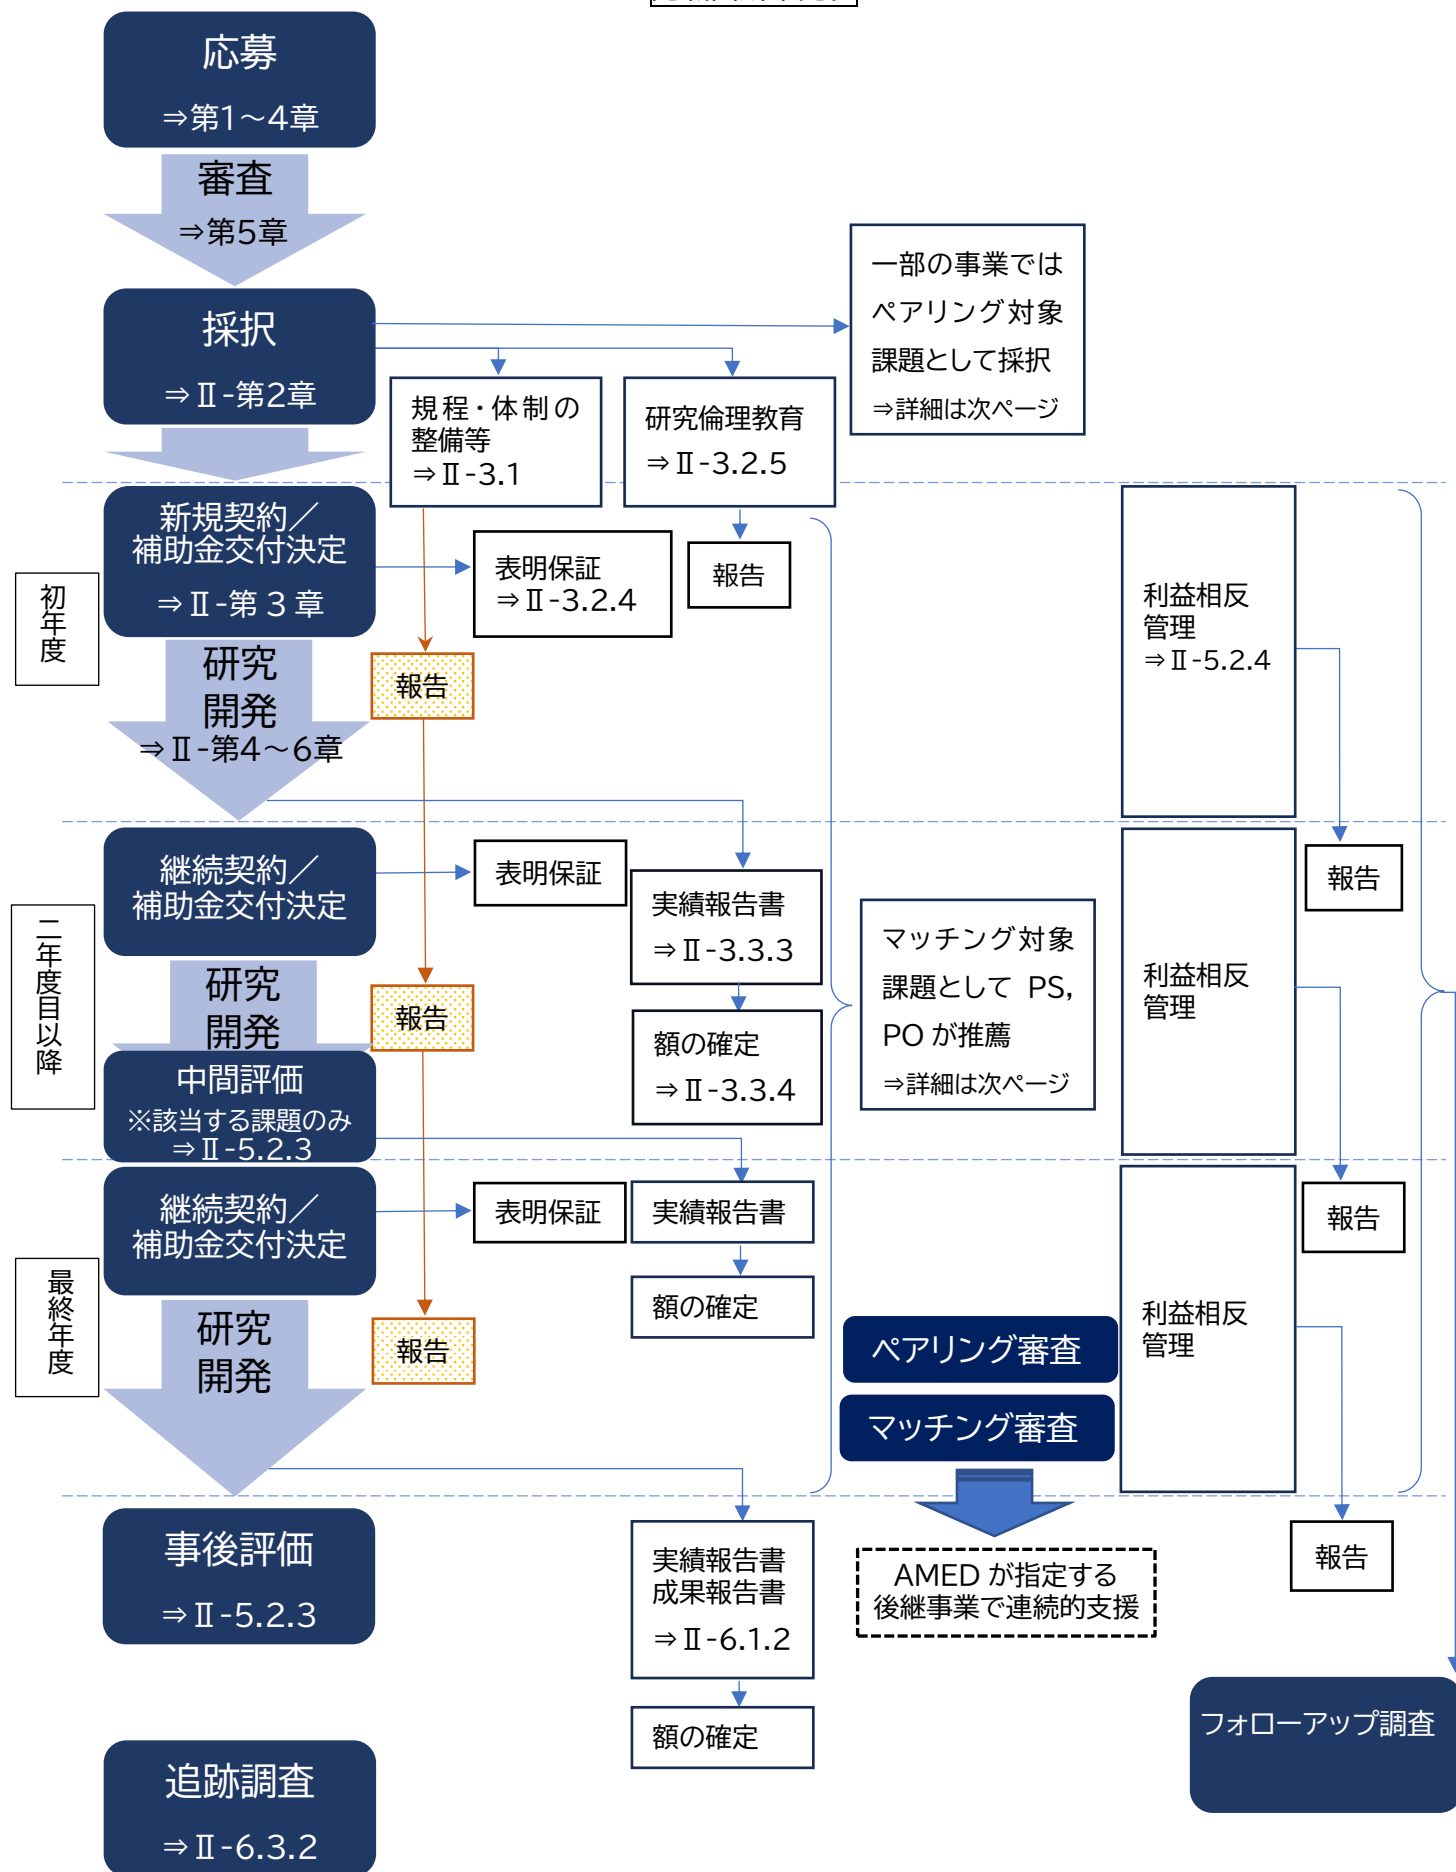 応募
⇒第1～4章
審査
⇒第5章
採択
⇒Ⅱ-第2章
一部の事業では
ペアリング対象
課題として採択
⇒詳細は次ページ
規程・体制の
整備等
⇒Ⅱ-3.1
研究倫理教育
⇒Ⅱ-3.2.5
初年度
新規契約／
補助金交付決定
⇒Ⅱ-第３章
表明保証
⇒Ⅱ-3.2.4
報告
利益相反
管理
⇒Ⅱ-5.2.4
研究
開発
⇒Ⅱ-第4～6章
報告
二年度目以降
継続契約／
補助金交付決定
表明保証
実績報告書
⇒Ⅱ-3.3.3
報告
マッチング対象
課題として PS,
PO が推薦
⇒詳細は次ページ
利益相反
管理
研究
開発
報告
額の確定
⇒Ⅱ-3.3.4
中間評価
※該当する課題のみ
⇒Ⅱ-5.2.3
最終年度
継続契約／
補助金交付決定
表明保証
実績報告書
報告
額の確定
利益相反
管理
研究
開発
報告
ペアリング審査
マッチング審査
事後評価
⇒Ⅱ-5.2.3
実績報告書
成果報告書
⇒Ⅱ-6.1.2
AMED が指定する
後継事業で連続的支援
報告
額の確定
フォローアップ調査
追跡調査
⇒Ⅱ-6.3.2